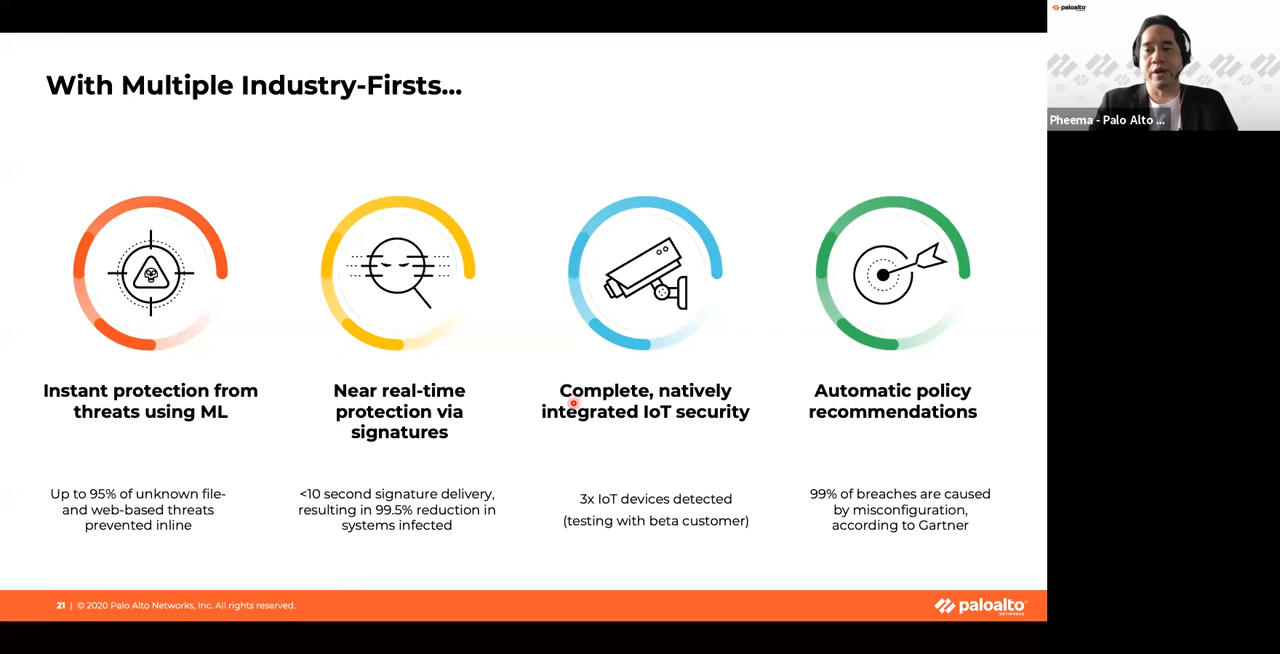 With Multiple Industry-Firsts...
Instant protection from
threats using ML
Up to 95% of unknown file-
and web-based threats
prevented inline
Near real-time
protection via
signatures
<10 second signature delivery,
resulting in 99.5% reduction in
systems infected
Complete, natively
integrated IoT security
3x IoT devices detected
(testing with beta customer)
Automatic policy
recommendations
99% of breaches are caused
by misconfiguration,
according to Gartner
21 | © 2020 Palo Alto Networks, Inc. All rights reserved.
paloalto
NETWORKS
paloalto
Pheema - Palo Alto ...